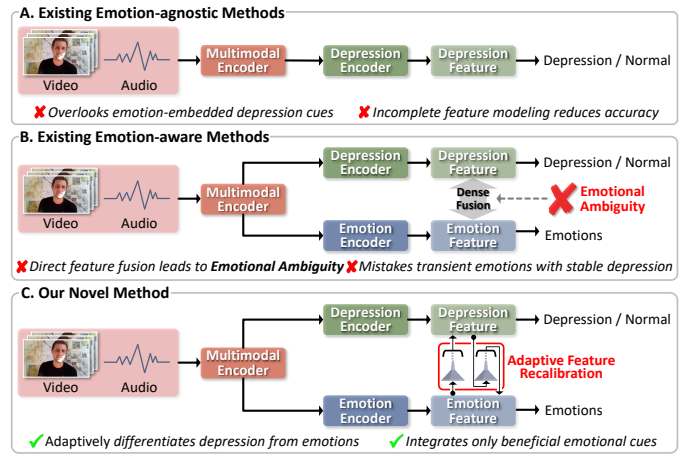 A. Existing Emotion-agnostic Methods
Video
Audio
Multimodal
Encoder
Depression
Encoder
Depression
Feature
Depression / Normal
✘Overlooks emotion-embedded depression cues
✘Incomplete feature modeling reduces accuracy
B. Existing Emotion-aware Methods
Depression
Encoder
Depression
Feature
Depression / Normal
Video
Audio
Multimodal
Encoder
Dense
Fusion
Emotional
Ambiguity
Emotion
Encoder
Emotion
Feature
Emotions
✘Direct feature fusion leads to Emotional Ambiguity
✘Mistakes transient emotions with stable depression
C. Our Novel Method
Depression
Encoder
Depression
Feature
Depression / Normal
Video
Audio
Multimodal
Encoder
Adaptive Feature
Recalibration
Emotion
Encoder
Emotion
Feature
Emotions
✓Adaptively differentiates depression from emotions
✓Integrates only beneficial emotional cues